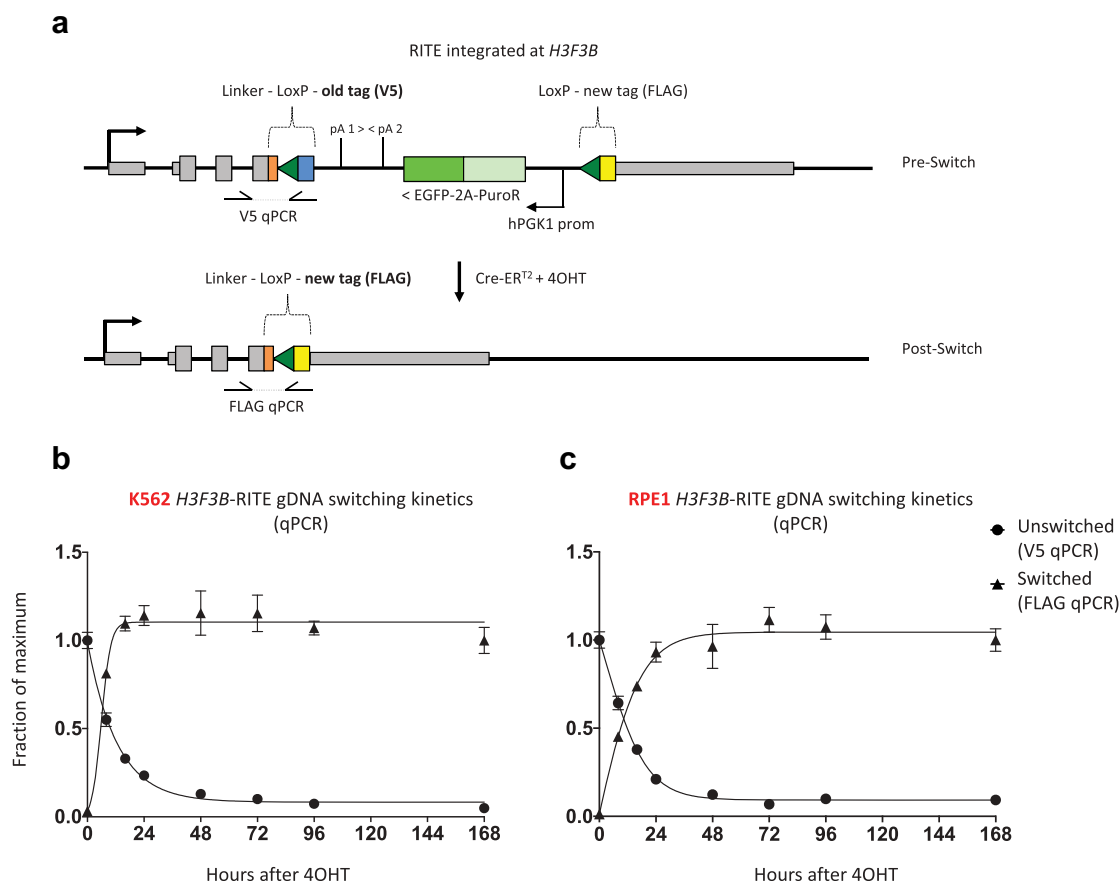 a
RITE integrated at H3F3B
Linker - LoxP - old tag (V5)
LoxP - new tag (FLAG)
pA 1 > < pA 2
Pre-Switch
< EGFP-2A-PuroR
V5 qPCR
hPGK1 prom
Linker - LoxP - new tag (FLAG)
Cre-ERT2 + 4OHT
Post-Switch
FLAG qPCR
b
K562 H3F3B-RITE gDNA switching kinetics
(qPCR)
Fraction of maximum
1.5
1.0
0.5
0.0
0 24 48 72 96 120 144 168
Hours after 4OHT
c
RPE1 H3F3B-RITE gDNA switching kinetics
(qPCR)
1.5
1.0
0.5
0.0
0 24 48 72 96 120 144 168
Hours after 4OHT
Unswitched
(V5 qPCR)
Switched
(FLAG qPCR)